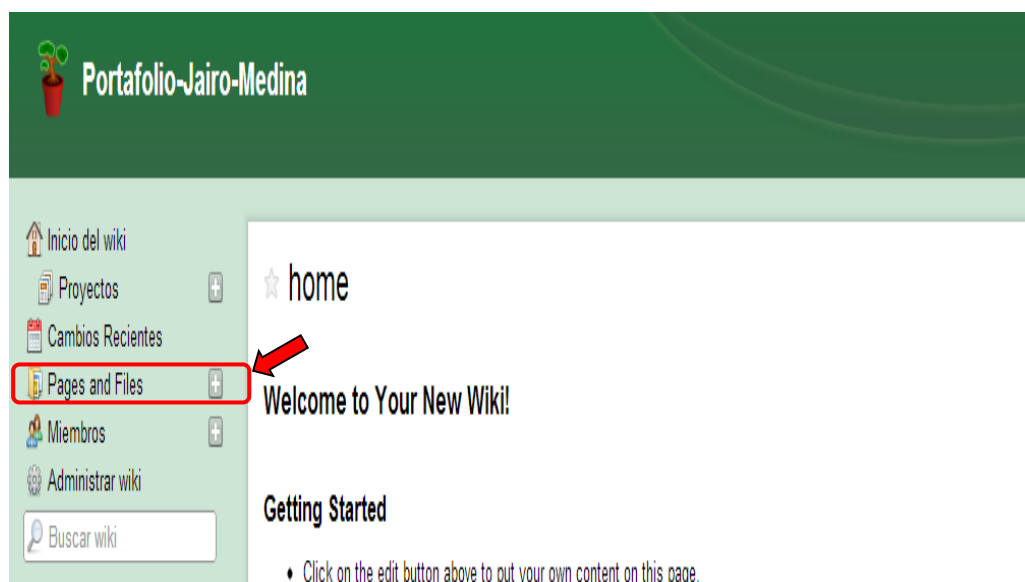 Portafolio-Jairo-Medina
Inicio del wiki
Proyectos
Cambios Recientes
Pages and Files
Miembros
Administrar wiki
Buscar wiki
home
Welcome to Your New Wiki!
Getting Started
Click on the edit button above to put your own content on this page.